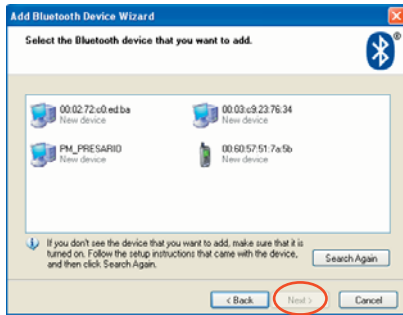 Add Bluetooth Device Wizard
Select the Bluetooth device that you want to add.
®
00:02:72:c0:ed:ba
New device
00:03:c9:23:76:34
New device
PM_PRESARIO
New device
00:60:57:51:7a:5b
New device
If you don't see the device that you want to add, make sure that it is
turned on. Follow the setup instructions that came with the device,
and then click Search Again.
Search Again
< Back
Next >
Cancel